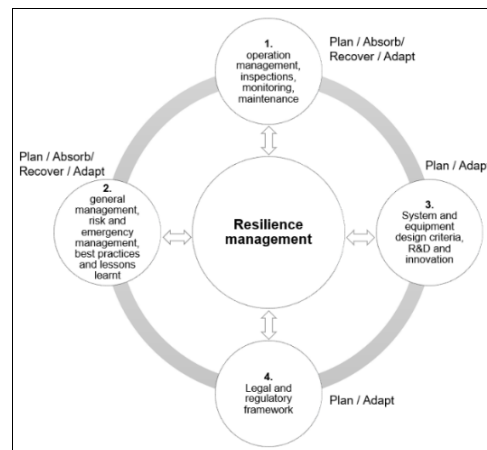 1.
operation management,
inspections,
monitoring,
maintenance
Plan / Absorb/
Recover / Adapt
Plan / Absorb/
Recover / Adapt
2.
general
management,
risk and
emergency
management,
best practices
and lessons
learnt
Resilience
management
Plan / Adapt
3.
System and
equipment
design criteria,
R&D and
innovation
4.
Legal and
regulatory
framework
Plan / Adapt